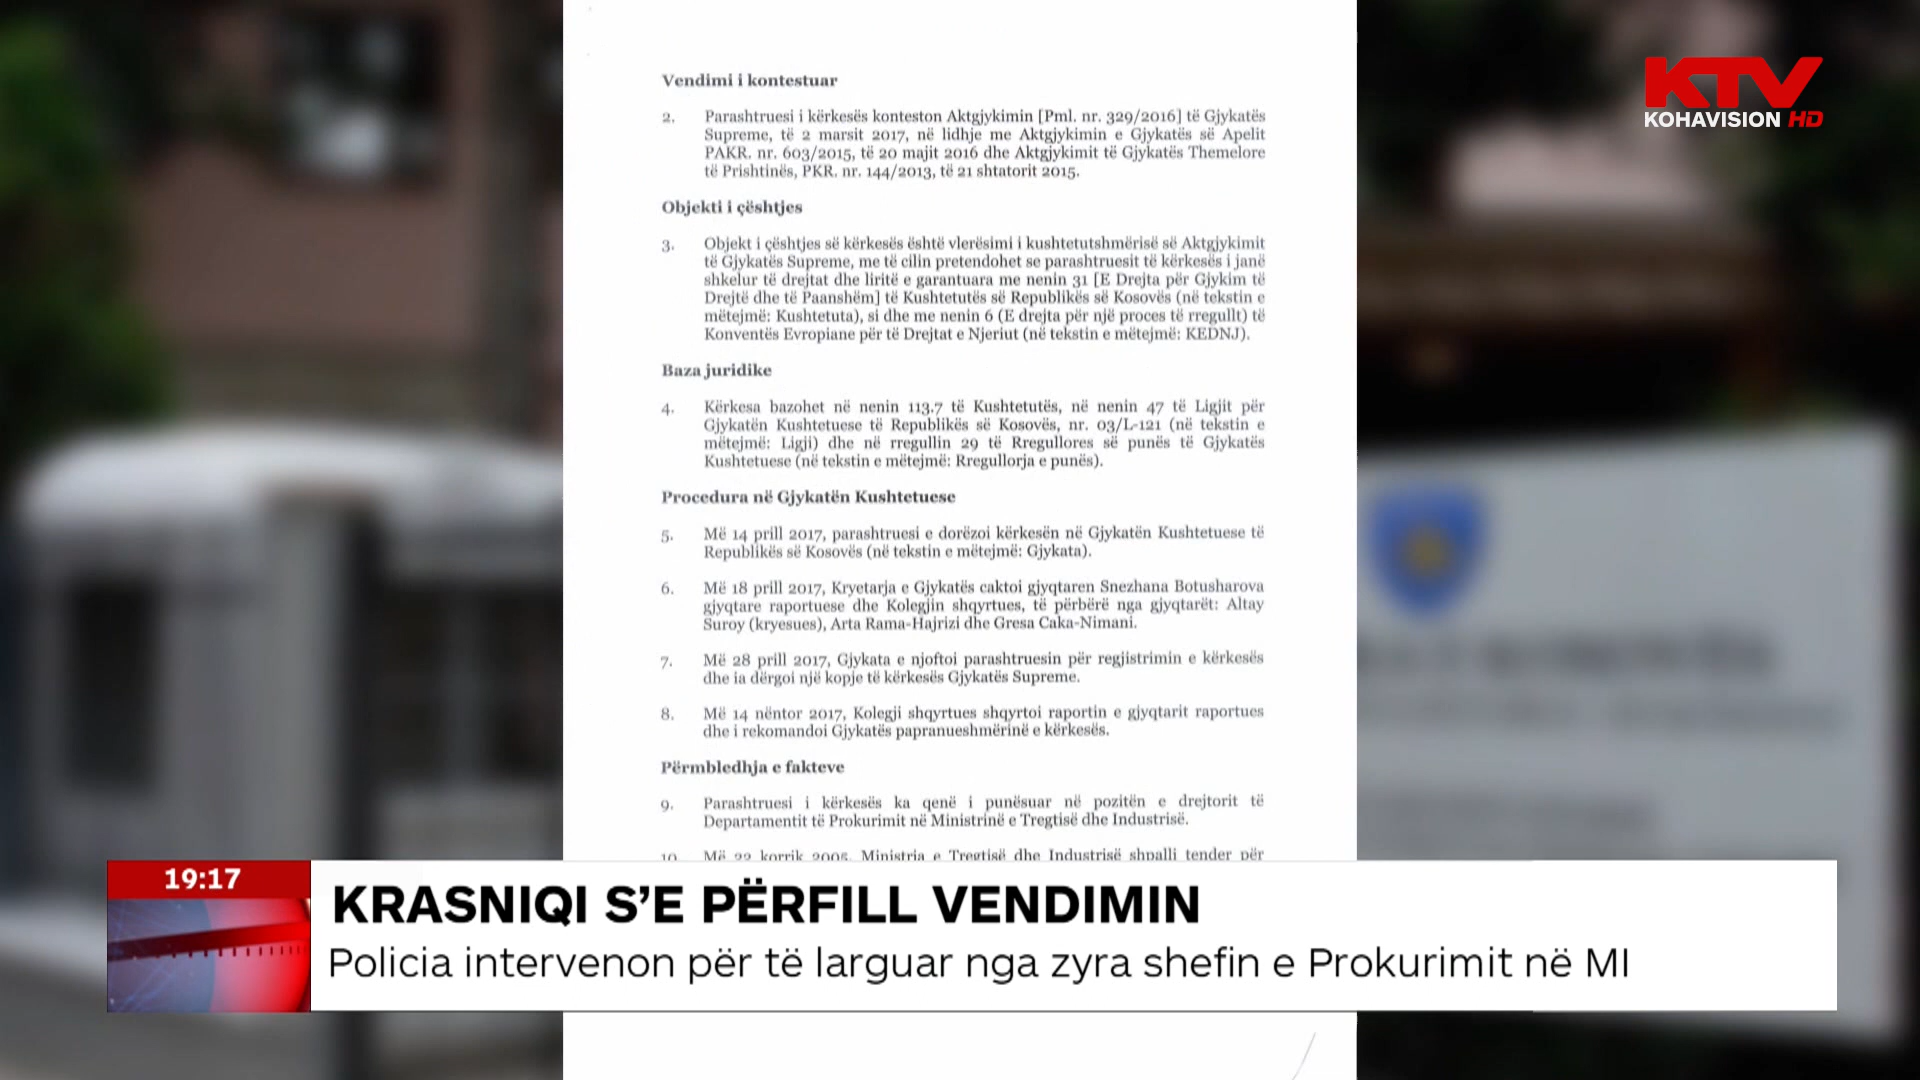 KTV
KOHAVISION HD
Vendimi i kontestuar
2. Parashtruesi i kërkesës konteston Aktgjykimin [Pml. nr. 329/2016] të Gjykatës
Supreme, të 2 marsit 2017, në lidhje me Aktgjykimin e Gjykatës së Apelit
PAKR. nr. 603/2015, të 20 majit 2016 dhe Aktgjykimit të Gjykatës Themelore
të Prishtinës, PKR. nr. 144/2013, të 21 shtatorit 2015.
Objekti i çështjes
3. Objekt i çështjes së kërkesës është vlerësimi i kushtetutshmërisë së Aktgjykimit
të Gjykatës Supreme, me të cilin pretendohet se parashtruesit të kërkesës i janë
shkelur të drejtat dhe liritë e garantuara me nenin 31 [E Drejta për Gjykim të
Drejtë dhe të Paanshëm] të Kushtetutës së Republikës së Kosovës (në tekstin e
mëtejmë: Kushtetuta), si dhe me nenin 6 (E drejta për një proces të rregullt) të
Konventës Evropiane për të Drejtat e Njeriut (në tekstin e mëtejmë: KEDNJ).
Baza juridike
4. Kërkesa bazohet në nenin 113.7 të Kushtetutës, në nenin 47 të Ligjit për
Gjykatën Kushtetuese të Republikës së Kosovës, nr. 03/L-121 (në tekstin e
mëtejmë: Ligji) dhe në rregullin 29 të Rregullores së punës të Gjykatës
Kushtetuese (në tekstin e mëtejmë: Rregullorja e punës).
Procedura në Gjykatën Kushtetuese
5. Më 14 prill 2017, parashtruesi e dorëzoi kërkesën në Gjykatën Kushtetuese të
Republikës së Kosovës (në tekstin e mëtejmë: Gjykata).
6. Më 18 prill 2017, Kryetarja e Gjykatës caktoi gjyqtaren Snezhana Botusharova
gjyqtare raportuese dhe Kolegjin shqyrtues, të përbërë nga gjyqtarët: Altay
Suroy (kryesues), Arta Rama-Hajrizi dhe Gresa Caka-Nimani.
7. Më 28 prill 2017, Gjykata e njoftoi parashtruesin për regjistrimin e kërkesës
dhe ia dërgoi një kopje të kërkesës Gjykatës Supreme.
8. Më 14 nëntor 2017, Kolegji shqyrtues shqyrtoi raportin e gjyqtarit raportues
dhe i rekomandoi Gjykatës papranueshmërinë e kërkesës.
Përmbledhja e fakteve
9. Parashtruesi i kërkesës ka qenë i punësuar në pozitën e drejtorit të
Departamentit të Prokurimit në Ministrinë e Tregtisë dhe Industrisë.
10. Më 22 korrik 2005, Ministria e Tregtisë dhe Industrisë shpalli tender për
19:17
KRASNIQI S'E PËRFILL VENDIMIN
Policia intervenon për të larguar nga zyra shefin e Prokurimit në MI